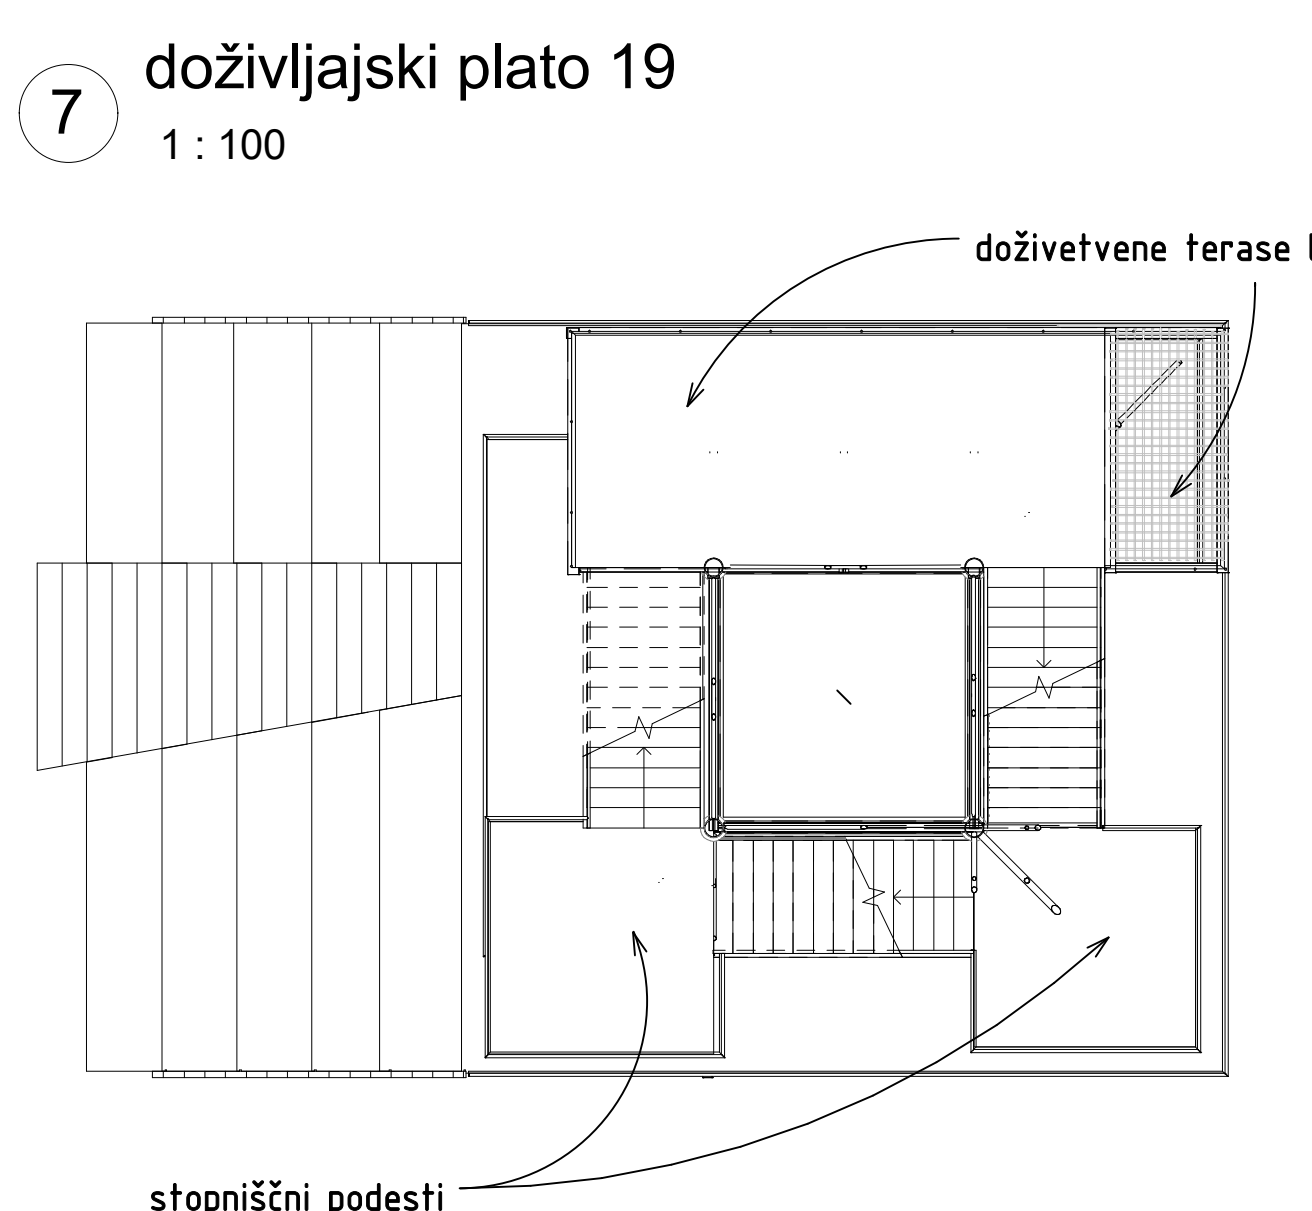 7
doživljajski plato 19
1 : 100
doživetvene terase
stopniščni podesti